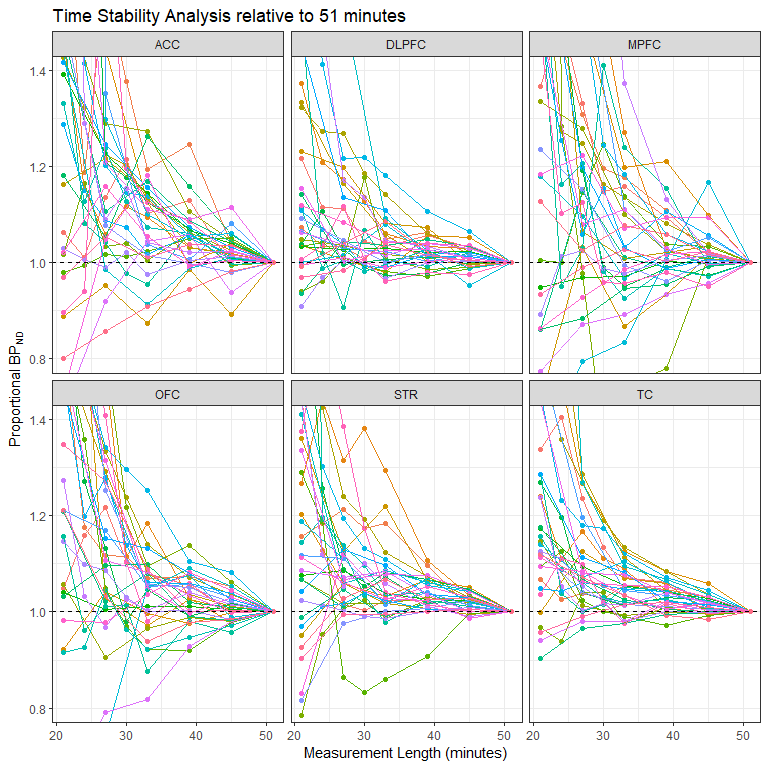 Time Stability Analysis relative to 51 minutes
ACC DLPFC MPFC
1.4
1.2
1.0
0.8
OFC STR TC
1.4
1.2
1.0
0.8
20 30 40 50 20 30 40 50 20 30 40 50
Measurement Length (minutes)
Proportional BP_ND